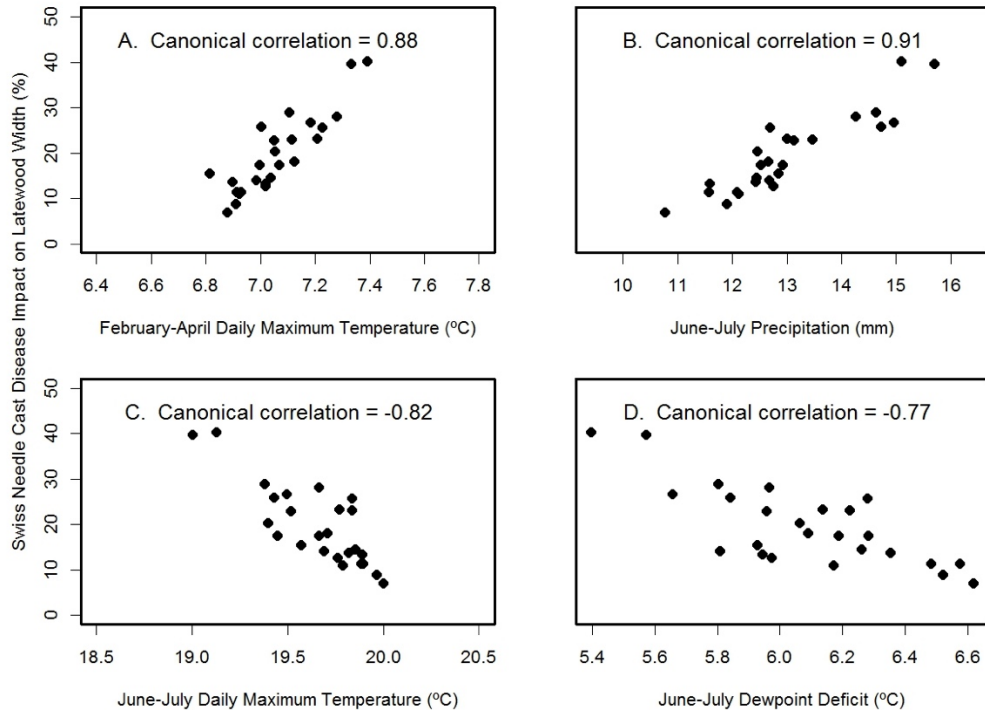 Swiss Needle Cast Disease Impact on Latewood Width (%)
A. Canonical correlation = 0.88
50
40
30
20
10
0
6.4 6.6 6.8 7.0 7.2 7.4 7.6 7.8
February-April Daily Maximum Temperature (ºC)
B. Canonical correlation = 0.91
10 11 12 13 14 15 16
June-July Precipitation (mm)
C. Canonical correlation = -0.82
50
40
30
20
10
0
18.5 19.0 19.5 20.0 20.5
June-July Daily Maximum Temperature (ºC)
D. Canonical correlation = -0.77
5.4 5.6 5.8 6.0 6.2 6.4 6.6
June-July Dewpoint Deficit (ºC)